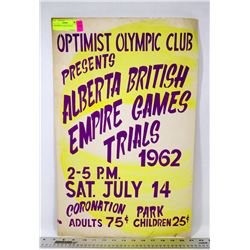 OPTIMIST OLYMPIC CLUB
PRESENTS
ALBERTA BRITISH
EMPIRE GAMES
TRIALS
1962
2-5 P.M.
SAT. JULY 14
CORONATION PARK
ADULTS 75¢ CHILDREN 25¢